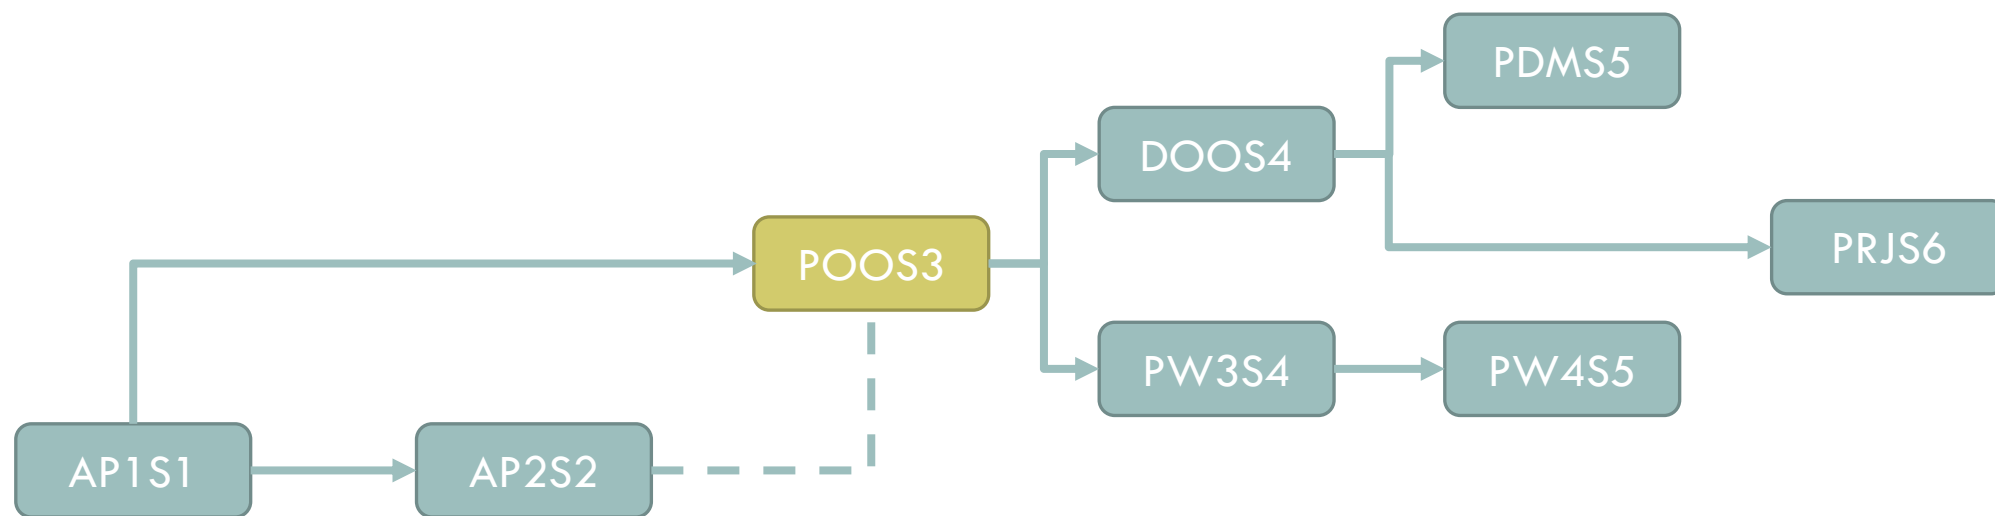 PDMS5
DOOS4
POOS3
PRJS6
PW3S4
PW4S5
AP1S1
AP2S2